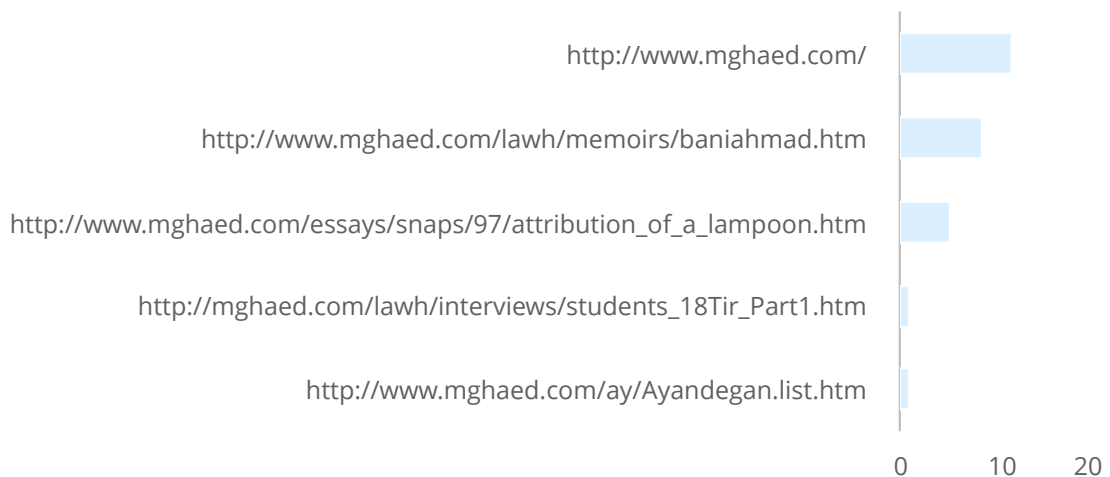 http://www.mghaed.com/
http://www.mghaed.com/lawh/memoirs/baniahmad.htm
http://www.mghaed.com/essays/snaps/97/attribution_of_a_lampoon.htm
http://mghaed.com/lawh/interviews/students_18Tir_Part1.htm
http://www.mghaed.com/ay/Ayandegan.list.htm
0 10 20